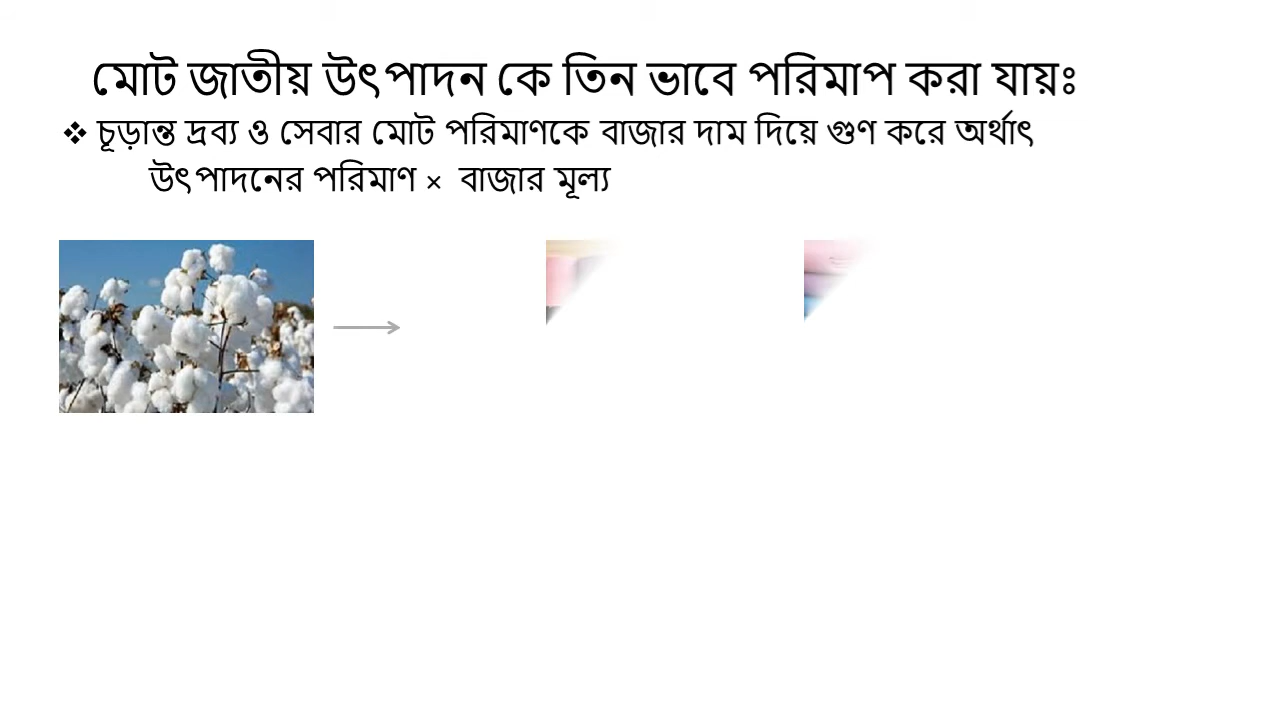 মোট জাতীয় উৎপাদন কে তিন ভাবে পরিমাপ করা যায়ঃ
❖ চূড়ান্ত দ্রব্য ও সেবার মোট পরিমাণকে বাজার দাম দিয়ে গুণ করে অর্থাৎ
উৎপাদনের পরিমাণ × বাজার মূল্য